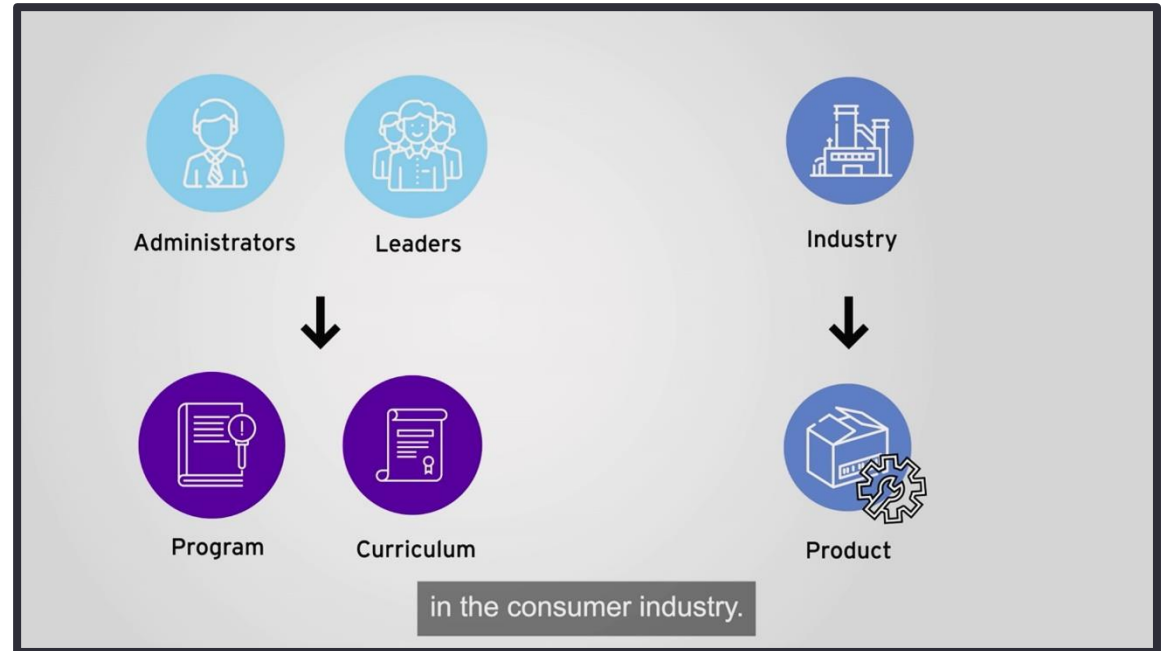 Administrators
Leaders
Industry
Program
Curriculum
Product
in the consumer industry.